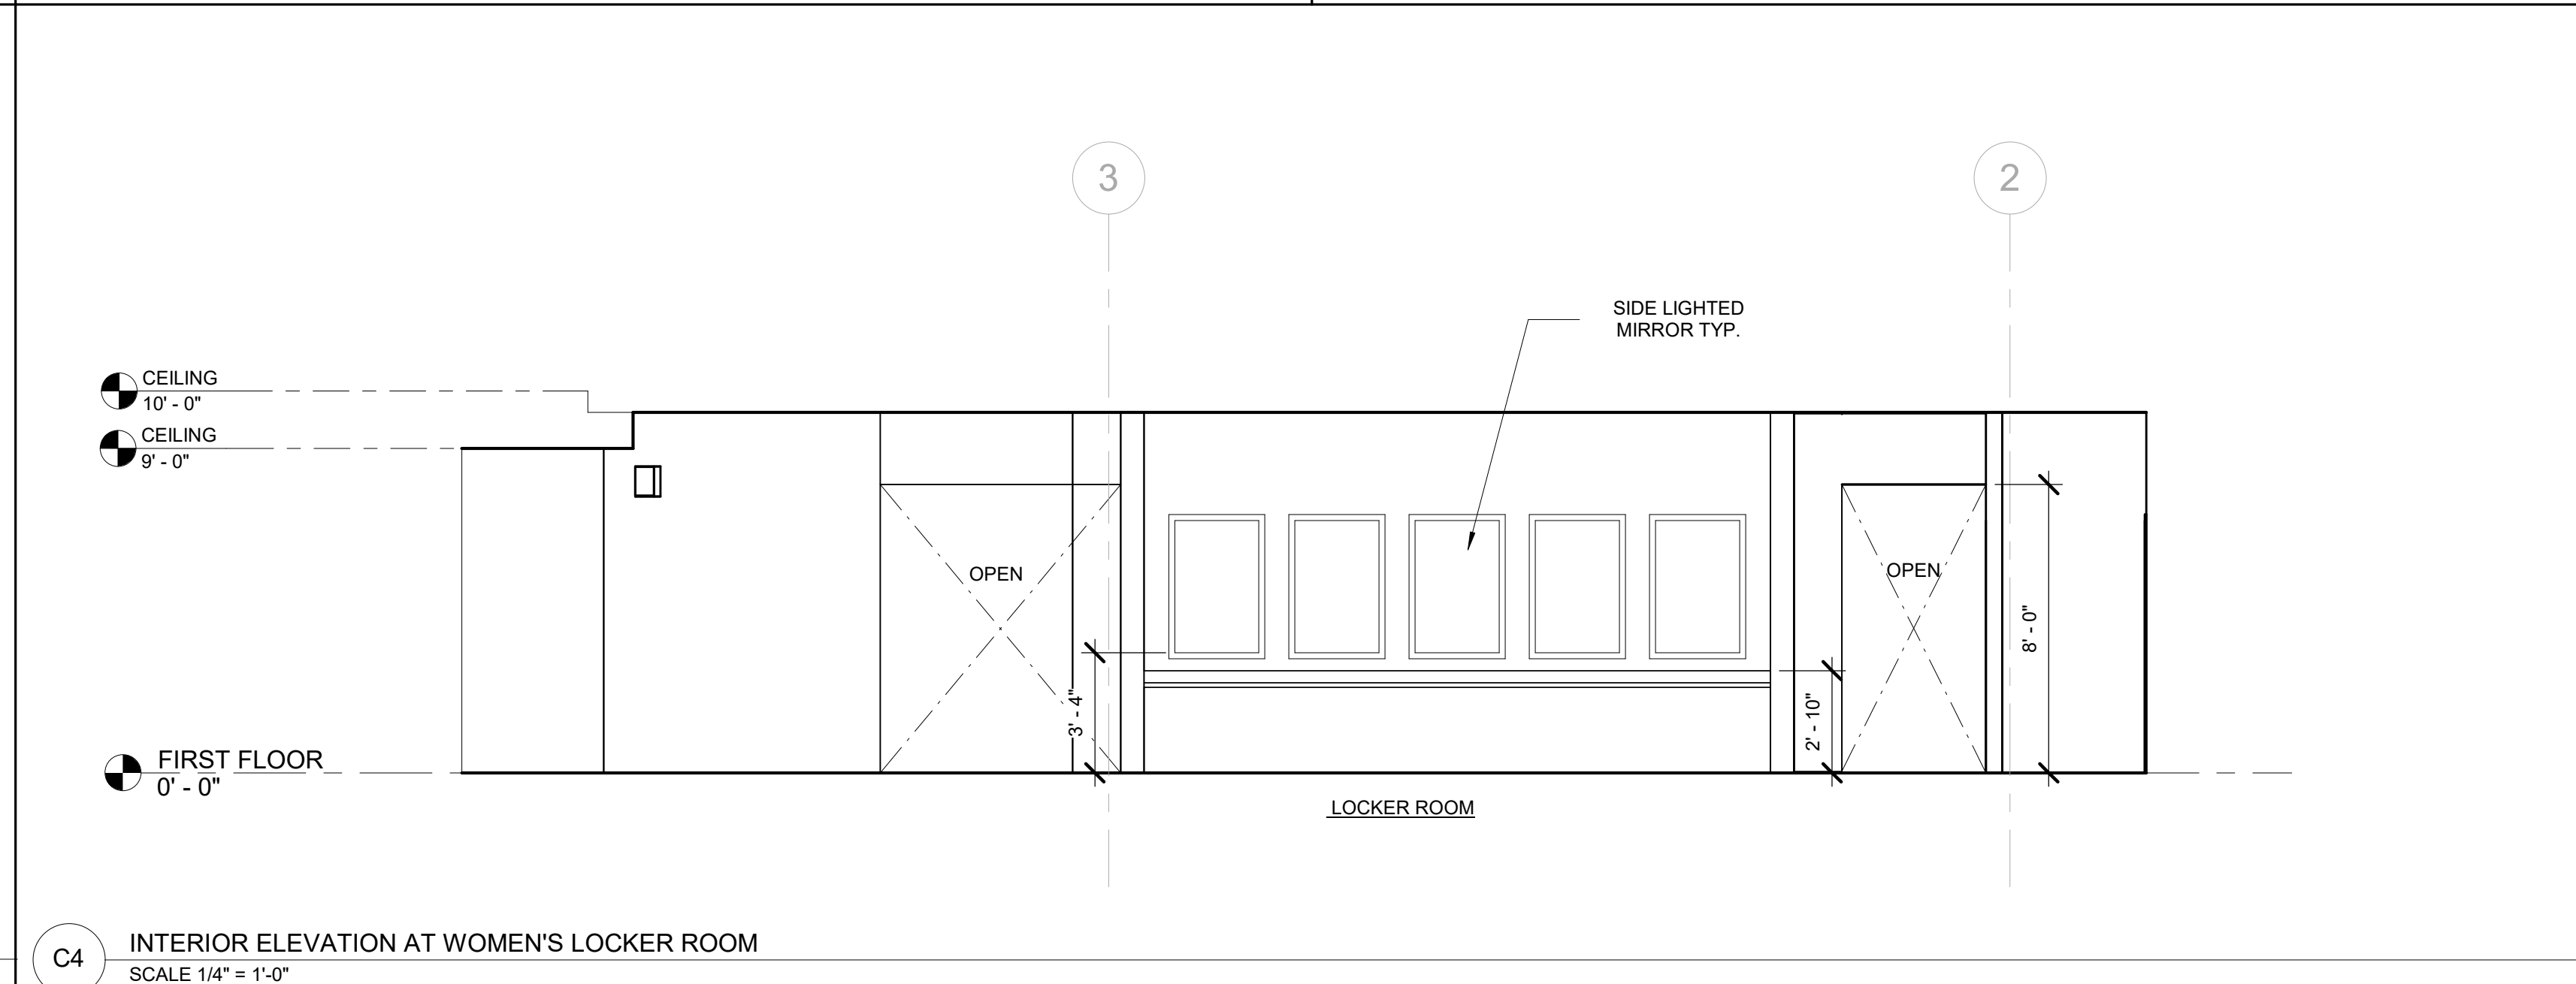 3
2
SIDE LIGHTED
MIRROR TYP.
CEILING
10' - 0"
CEILING
9' - 0"
OPEN
OPEN
8' - 0"
3' - 4"
2' - 10"
FIRST FLOOR
0' - 0"
LOCKER ROOM
C4
INTERIOR ELEVATION AT WOMEN'S LOCKER ROOM
SCALE 1/4" = 1'-0"